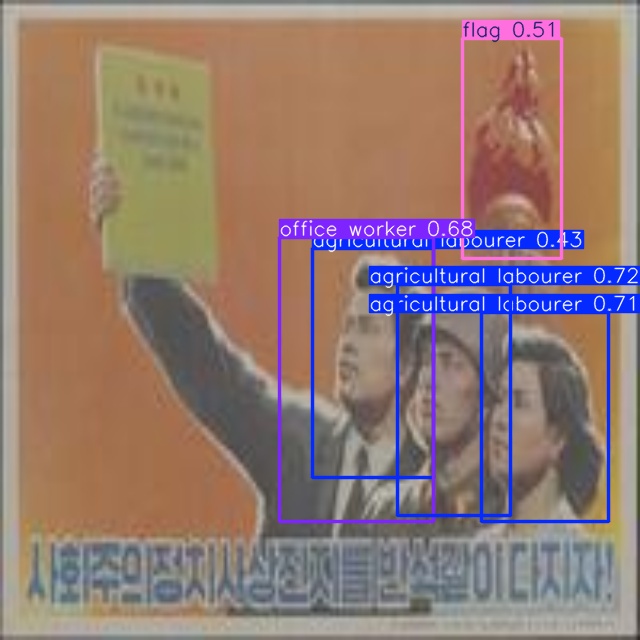 flag 0.51
office worker 0.68
agricultural labourer 0.43
agricultural labourer 0.72
agricultural labourer 0.71
사회주의정치사상진지를 반석같이 다지자!